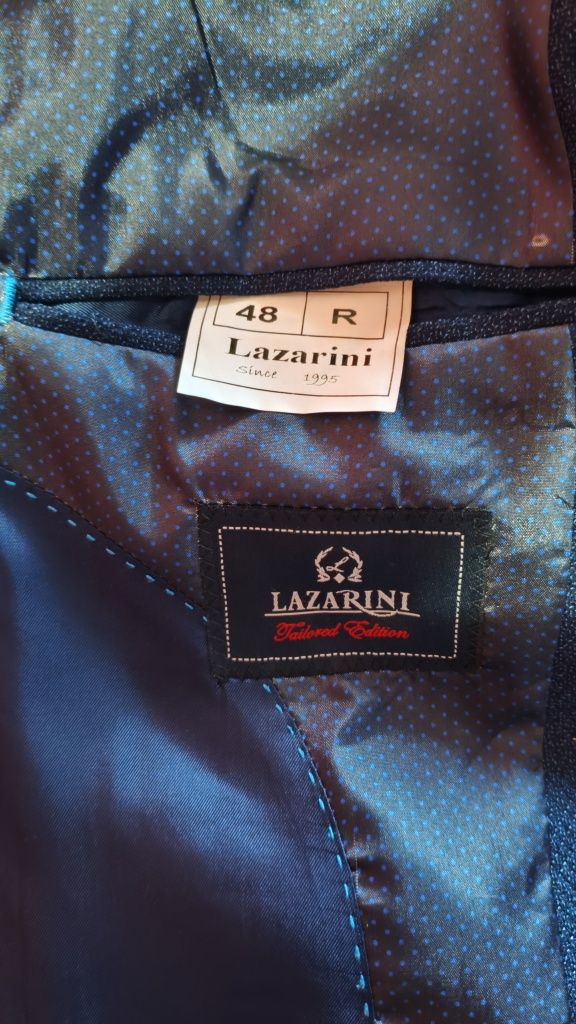 48 R
Lazarini
Since 1995
LAZARINI
Tailored Edition